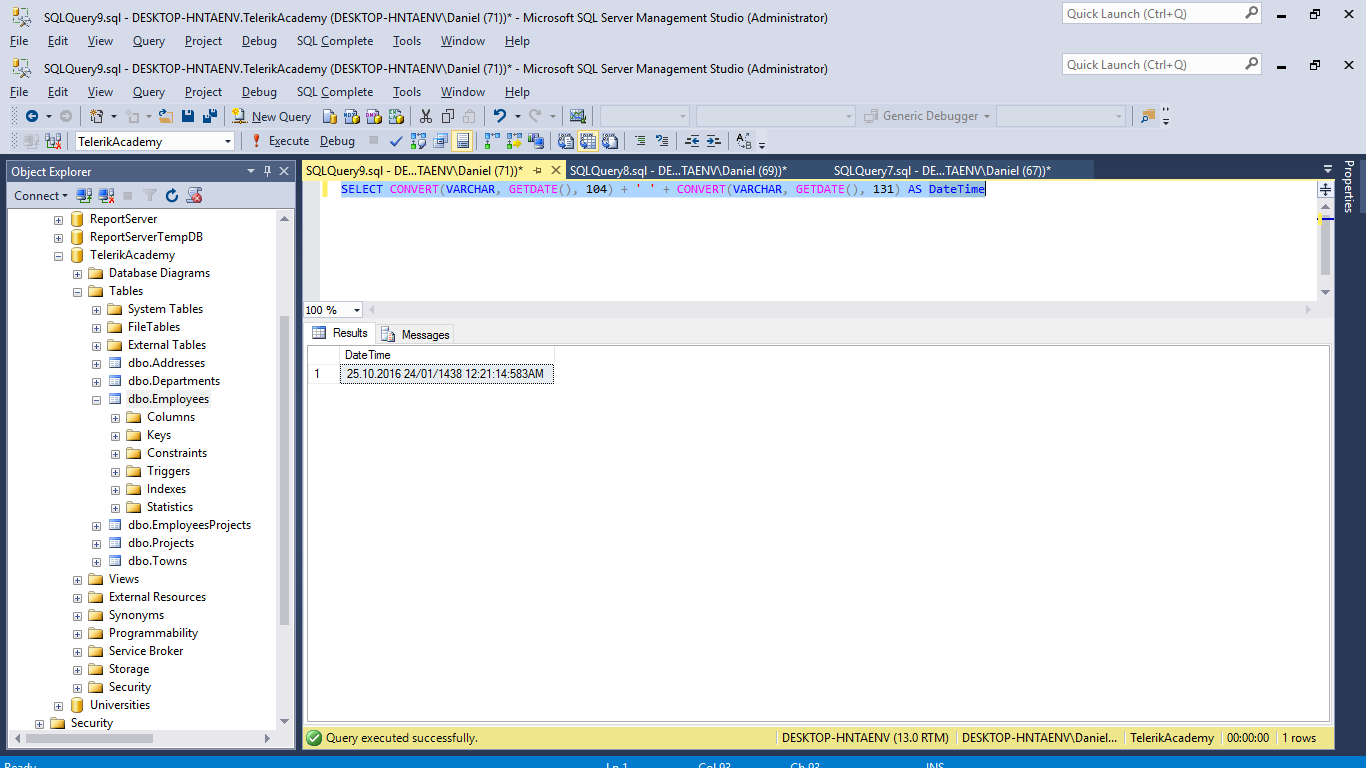 SQLQuery9.sql - DESKTOP-HNTAENV.TelerikAcademy (DESKTOP-HNTAENV\Daniel (71))* - Microsoft SQL Server Management Studio (Administrator)
Quick Launch (Ctrl+Q)
File Edit View Query Project Debug SQL Complete Tools Window Help
SQLQuery9.sql - DESKTOP-HNTAENV.TelerikAcademy (DESKTOP-HNTAENV\Daniel (71))* - Microsoft SQL Server Management Studio (Administrator)
Quick Launch (Ctrl+Q)
File Edit View Query Project Debug SQL Complete Tools Window Help
New Query Generic Debugger
TelerikAcademy Execute Debug
Object Explorer
Connect
ReportServer
ReportServerTempDB
TelerikAcademy
Database Diagrams
Tables
System Tables
FileTables
External Tables
dbo.Addresses
dbo.Departments
dbo.Employees
Columns
Keys
Constraints
Triggers
Indexes
Statistics
dbo.EmployeesProjects
dbo.Projects
dbo.Towns
Views
External Resources
Synonyms
Programmability
Service Broker
Storage
Security
Universities
Security
SQLQuery9.sql - DE...TAENV\Daniel (71))* SQLQuery8.sql - DE...TAENV\Daniel (69))* SQLQuery7.sql - DE...TAENV\Daniel (67))*
SELECT CONVERT(VARCHAR, GETDATE(), 104) + ' ' + CONVERT(VARCHAR, GETDATE(), 131) AS DateTime
100 %
Results Messages
DateTime
1 25.10.2016 24/01/1438 12:21:14:583AM
Query executed successfully. DESKTOP-HNTAENV (13.0 RTM) DESKTOP-HNTAENV\Daniel... TelerikAcademy 00:00:00 1 rows
Properties
Ready Ln 1 Col 93 Ch 93 INS